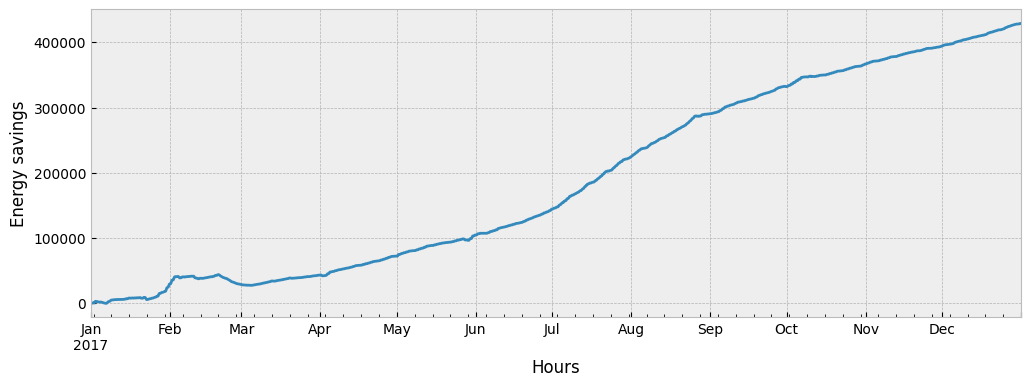 Energy savings
400000
300000
200000
100000
0
Jan Feb Mar Apr May Jun Jul Aug Sep Oct Nov Dec
2017
Hours